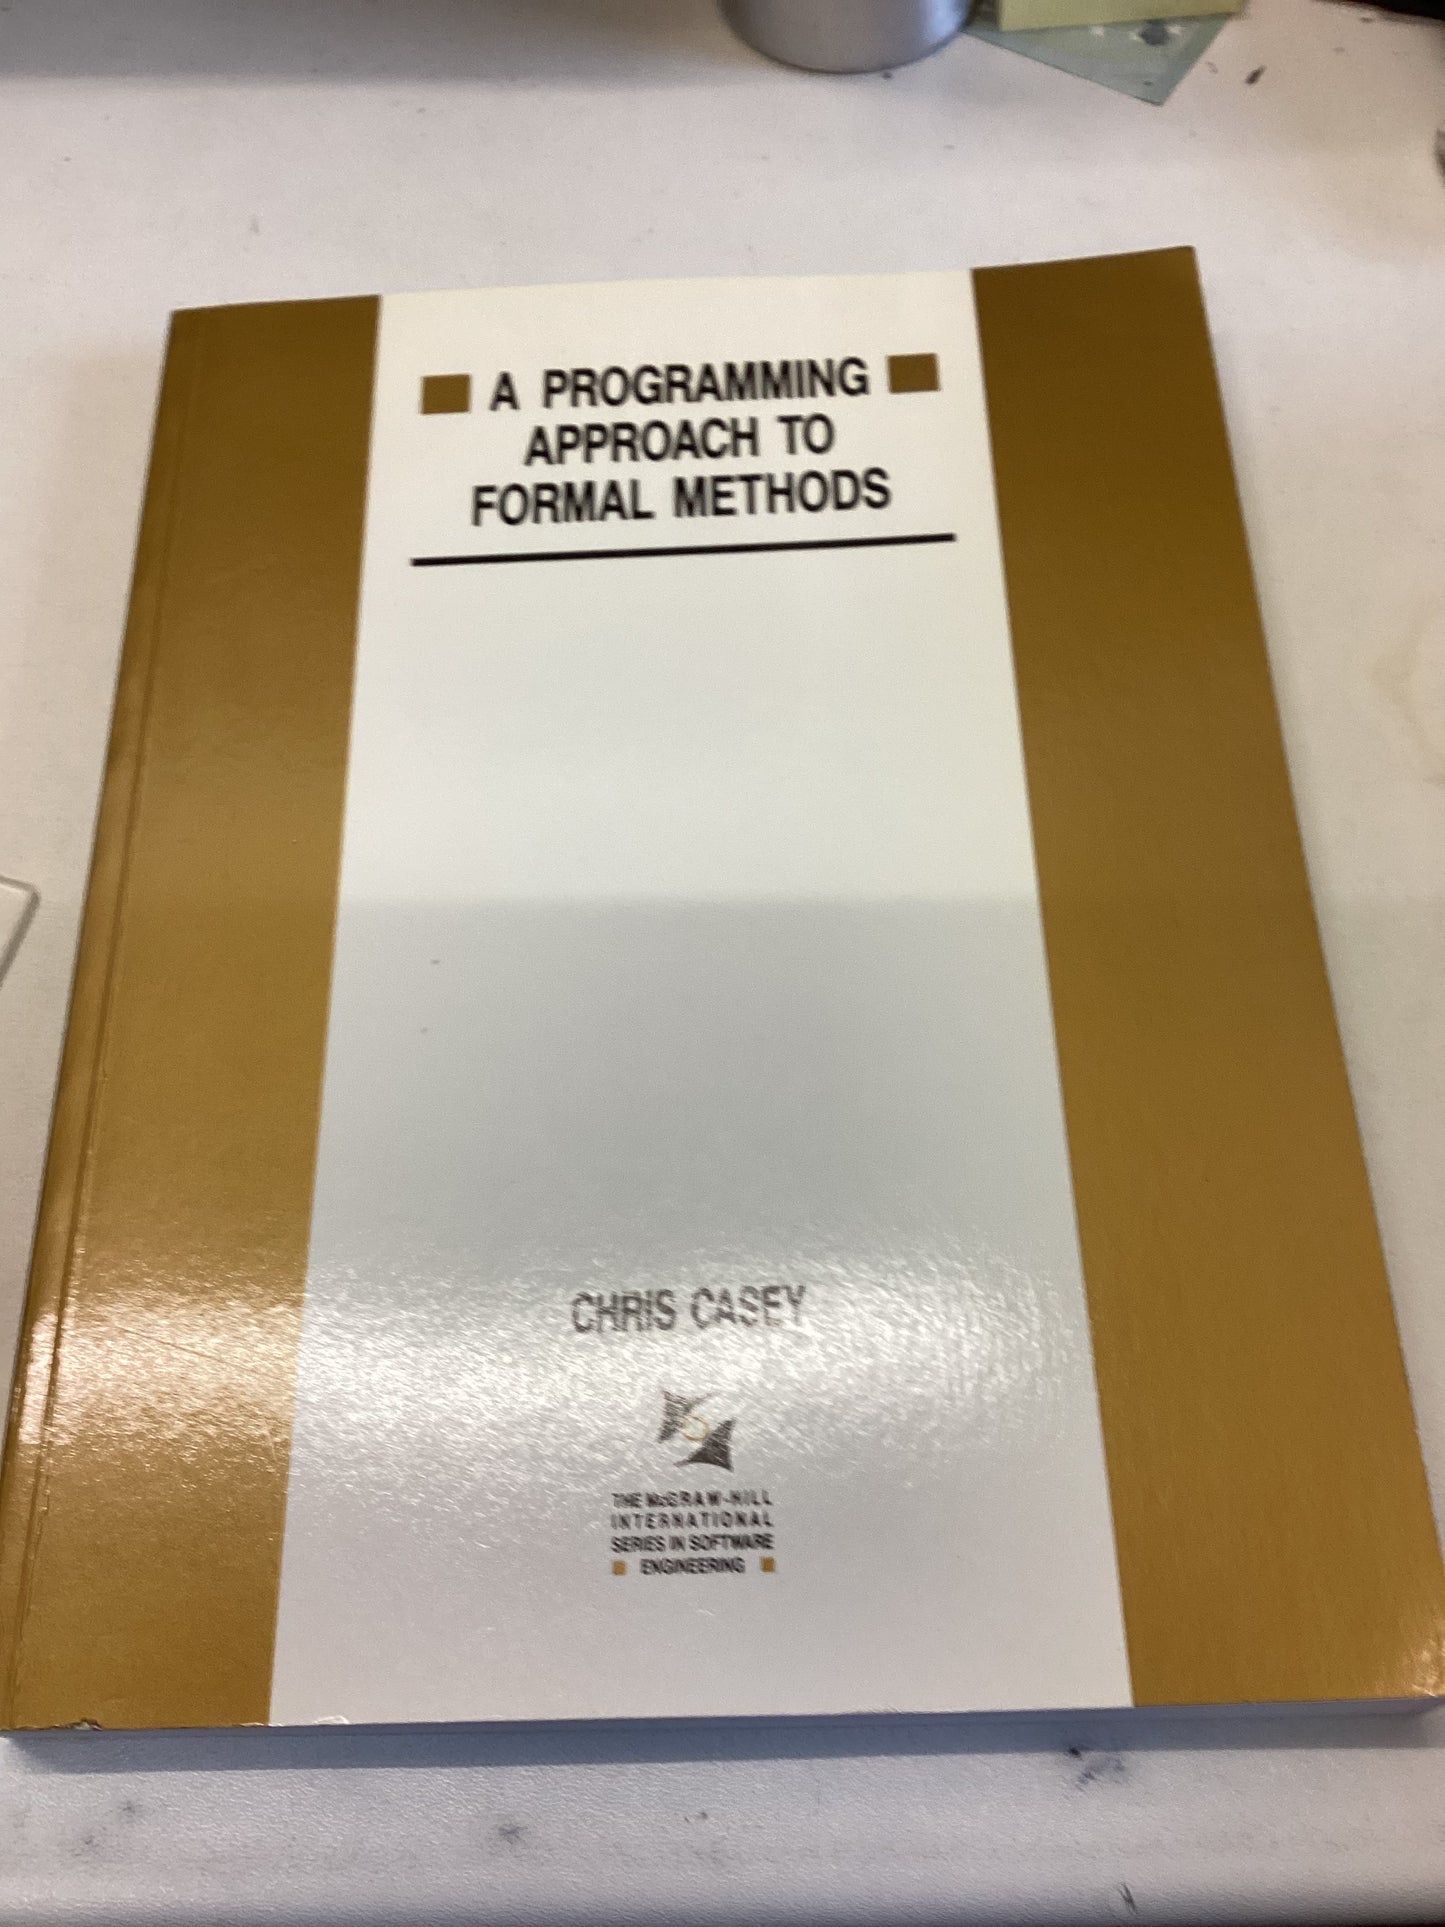 A PROGRAMMING
APPROACH TO
FORMAL METHODS
CHRIS CASEY
THE McGRAW-HILL
INTERNATIONAL
SERIES IN SOFTWARE
ENGINEERING